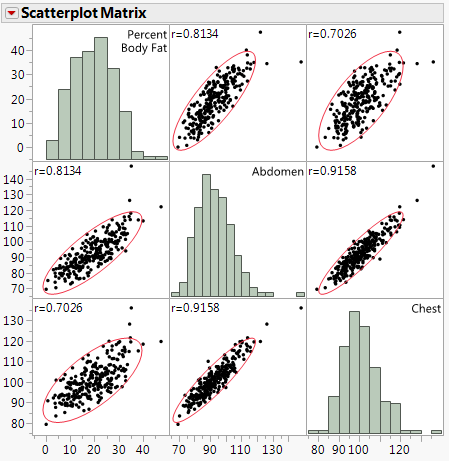 Scatterplot Matrix
Percent
Body Fat
r=0.8134
r=0.7026
40
30
20
10
0
r=0.8134
Abdomen
r=0.9158
140
130
120
110
100
90
80
70
r=0.7026
r=0.9158
Chest
130
120
110
100
90
80
0 10 20 30 40
70 90 110 130
80 90 100 120